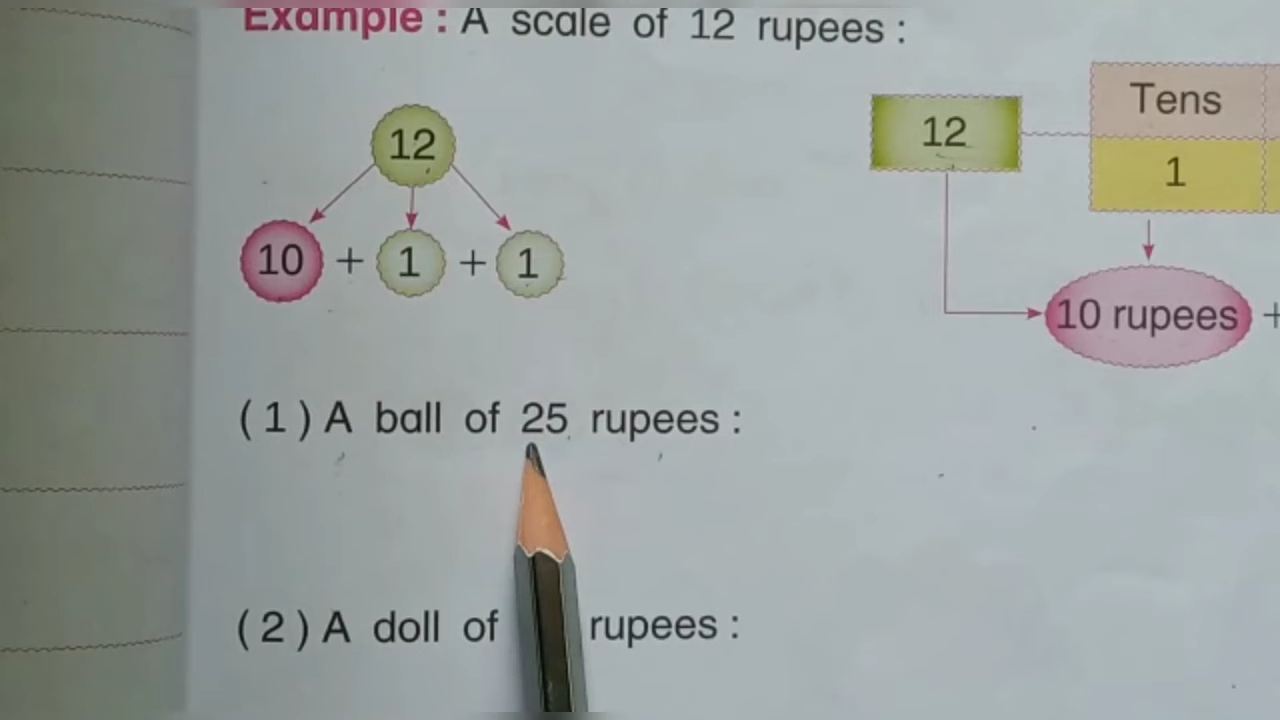 Example : A scale of 12 rupees :
12
10 + 1 + 1
12
Tens
1
10 rupees +
( 1 ) A ball of 25 rupees :
( 2 ) A doll of rupees :